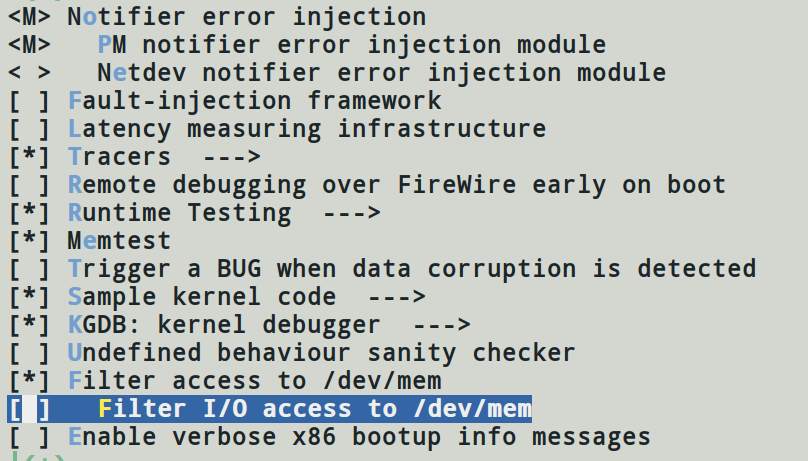 <M> Notifier error injection
<M>   PM notifier error injection module
< >   Netdev notifier error injection module
[ ] Fault-injection framework
[ ] Latency measuring infrastructure
[*] Tracers  --->
[ ] Remote debugging over FireWire early on boot
[*] Runtime Testing  --->
[*] Memtest
[ ] Trigger a BUG when data corruption is detected
[*] Sample kernel code  --->
[*] KGDB: kernel debugger  --->
[ ] Undefined behaviour sanity checker
[*] Filter access to /dev/mem
[ ]   Filter I/O access to /dev/mem
[ ] Enable verbose x86 bootup info messages